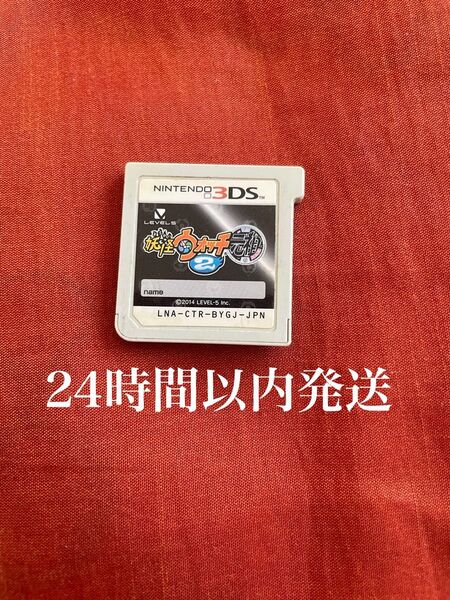 NINTENDO 3DS™
LEVEL5
妖怪ウォッチ2元祖
name
©2014 LEVEL-5 Inc.
LNA-CTR-BYGJ-JPN
24時間以内発送